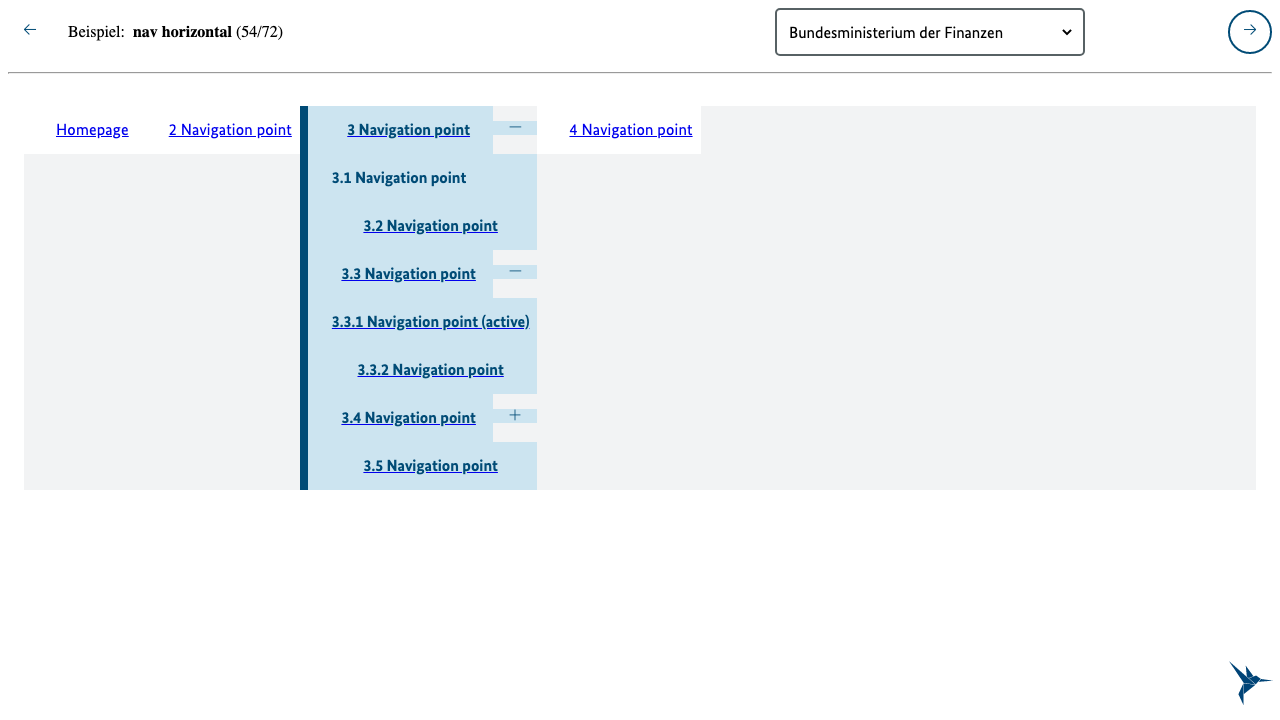 Beispiel: nav horizontal (54/72)
Bundesministerium der Finanzen
Homepage
2 Navigation point
3 Navigation point
4 Navigation point
3.1 Navigation point
3.2 Navigation point
3.3 Navigation point
3.3.1 Navigation point (active)
3.3.2 Navigation point
3.4 Navigation point
3.5 Navigation point